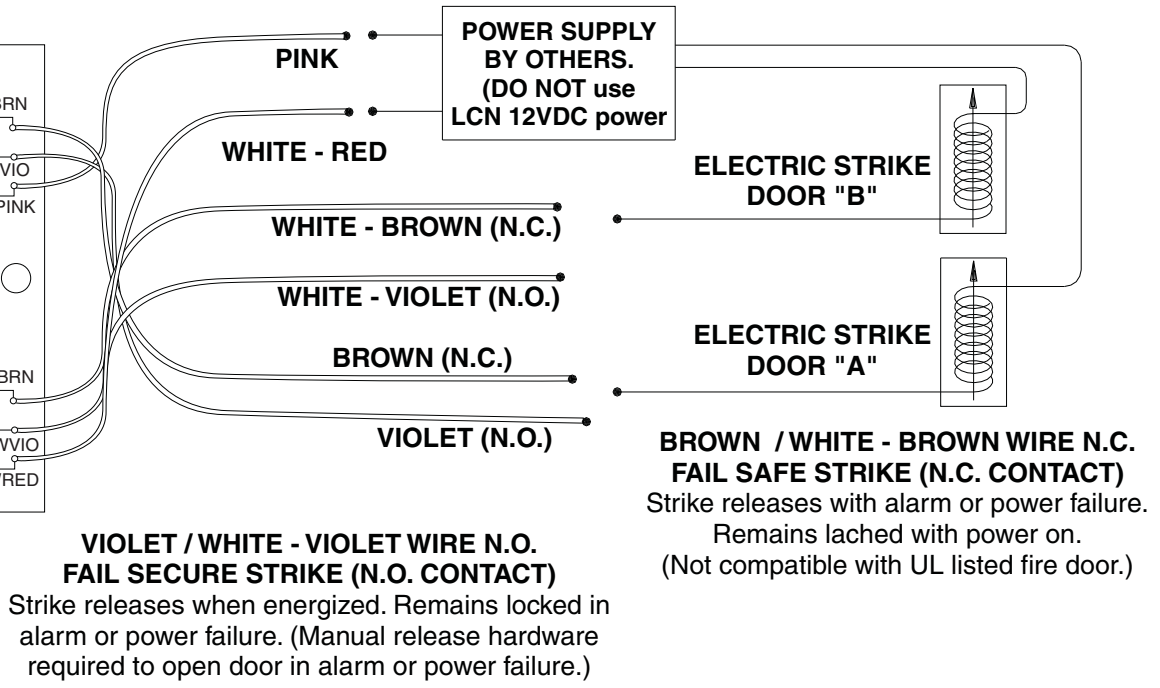 POWER SUPPLY
BY OTHERS.
(DO NOT use
LCN 12VDC power
PINK
WHITE - RED
BRN
VIO
PINK
WHITE - BROWN (N.C.)
WHITE - VIOLET (N.O.)
BROWN (N.C.)
VIOLET (N.O.)
BRN
WVIO
/RED
ELECTRIC STRIKE
DOOR "B"
ELECTRIC STRIKE
DOOR "A"
BROWN / WHITE - BROWN WIRE N.C.
FAIL SAFE STRIKE (N.C. CONTACT)
Strike releases with alarm or power failure.
Remains lached with power on.
(Not compatible with UL listed fire door.)
VIOLET / WHITE - VIOLET WIRE N.O.
FAIL SECURE STRIKE (N.O. CONTACT)
Strike releases when energized. Remains locked in
alarm or power failure. (Manual release hardware
required to open door in alarm or power failure.)